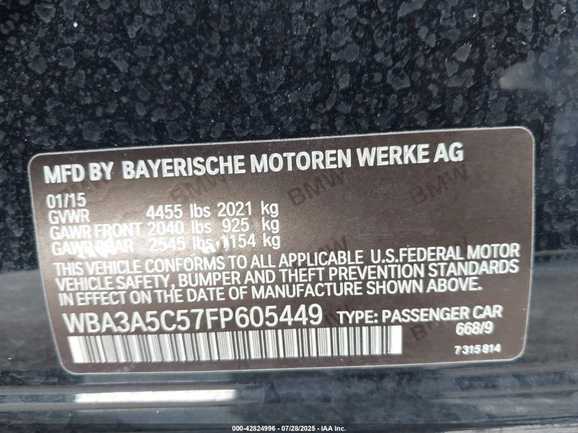 MFD BY BAYERISCHE MOTOREN WERKE AG
01/15
GVWR 4455 lbs 2021 kg
GAWR FRONT 2040 lbs 925 kg
GAWR REAR 2545 lbs 1154 kg
THIS VEHICLE CONFORMS TO ALL APPLICABLE U.S.FEDERAL MOTOR
VEHICLE SAFETY, BUMPER AND THEFT PREVENTION STANDARDS
IN EFFECT ON THE DATE OF MANUFACTURE SHOWN ABOVE.
WBA3A5C57FP605449 TYPE: PASSENGER CAR
668/9
7 315 814
000-42824996 - 07/28/2025 - IAA Inc.